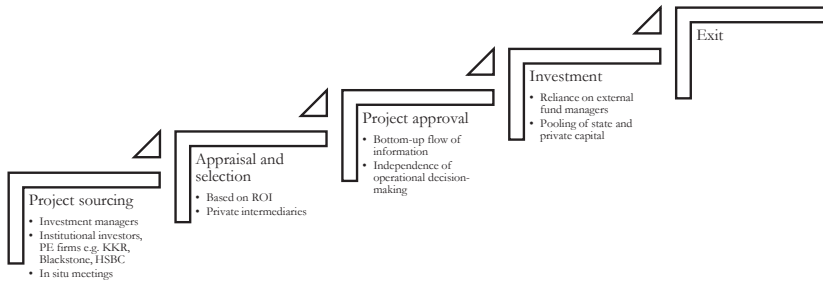 Project sourcing
• Investment managers
• Institutional investors,
PE firms e.g. KKR,
Blackstone, HSBC
• In situ meetings
Appraisal and
selection
• Based on ROI
• Private intermediaries
Project approval
• Bottom-up flow of
information
• Independence of
operational decision-
making
Investment
• Reliance on external
fund managers
• Pooling of state and
private capital
Exit